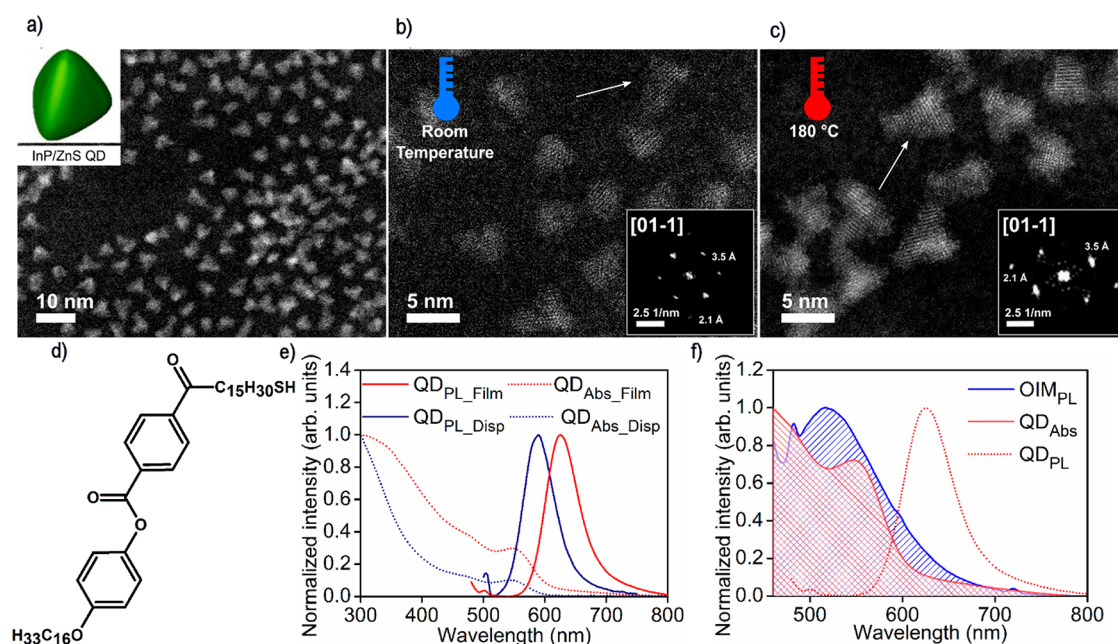 a)
InP/ZnS QD
10 nm
b)
Room
Temperature
[01-1]
3.5 Å
2.1 Å
2.5 1/nm
5 nm
c)
180 °C
[01-1]
3.5 Å
2.1 Å
2.5 1/nm
5 nm
d)
O
C15H30SH
O
O
H33C16O
e)
Normalized intensity (arb. units)
1.4
1.2
1.0
0.8
0.6
0.4
0.2
0.0
QDPL_Film
QDAbs_Film
QDPL_Disp
QDAbs_Disp
300 400 500 600 700 800
Wavelength (nm)
f)
Normalized intensity (arb. units)
1.2
1.0
0.8
0.6
0.4
0.2
0.0
OIMPL
QDAbs
QDPL
500 600 700 800
Wavelength (nm)